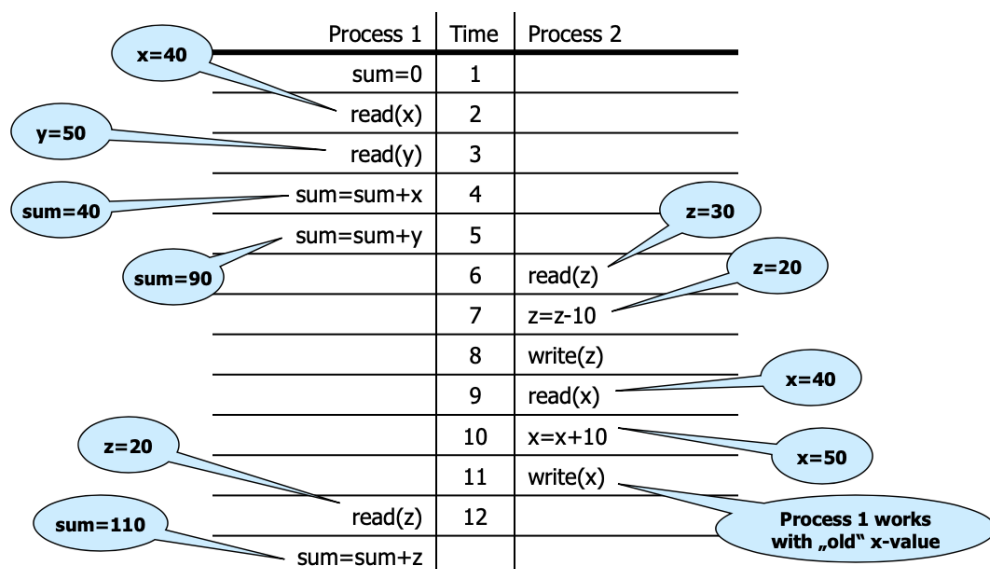 Process 1 Time Process 2
x=40
sum=0 1
read(x) 2
y=50
read(y) 3
sum=40
sum=sum+x 4
z=30
sum=sum+y 5
sum=90
6 read(z)
z=20
7 z=z-10
8 write(z)
9 read(x)
x=40
10 x=x+10
z=20
x=50
11 write(x)
read(z) 12
sum=110
Process 1 works
with „old“ x-value
sum=sum+z